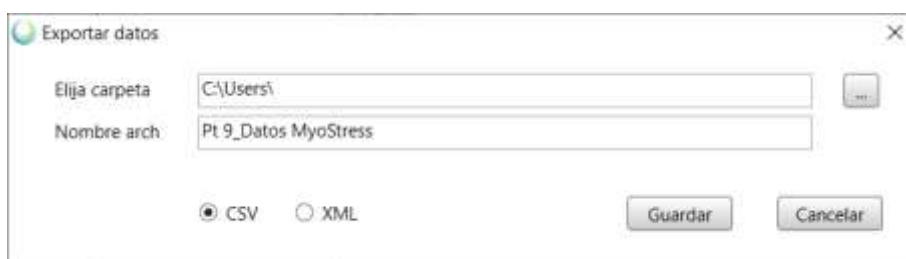 Exportar datos
Elija carpeta C:\Users\ ...
Nombre arch Pt 9_Datos MyoStress
CSV XML Guardar Cancelar